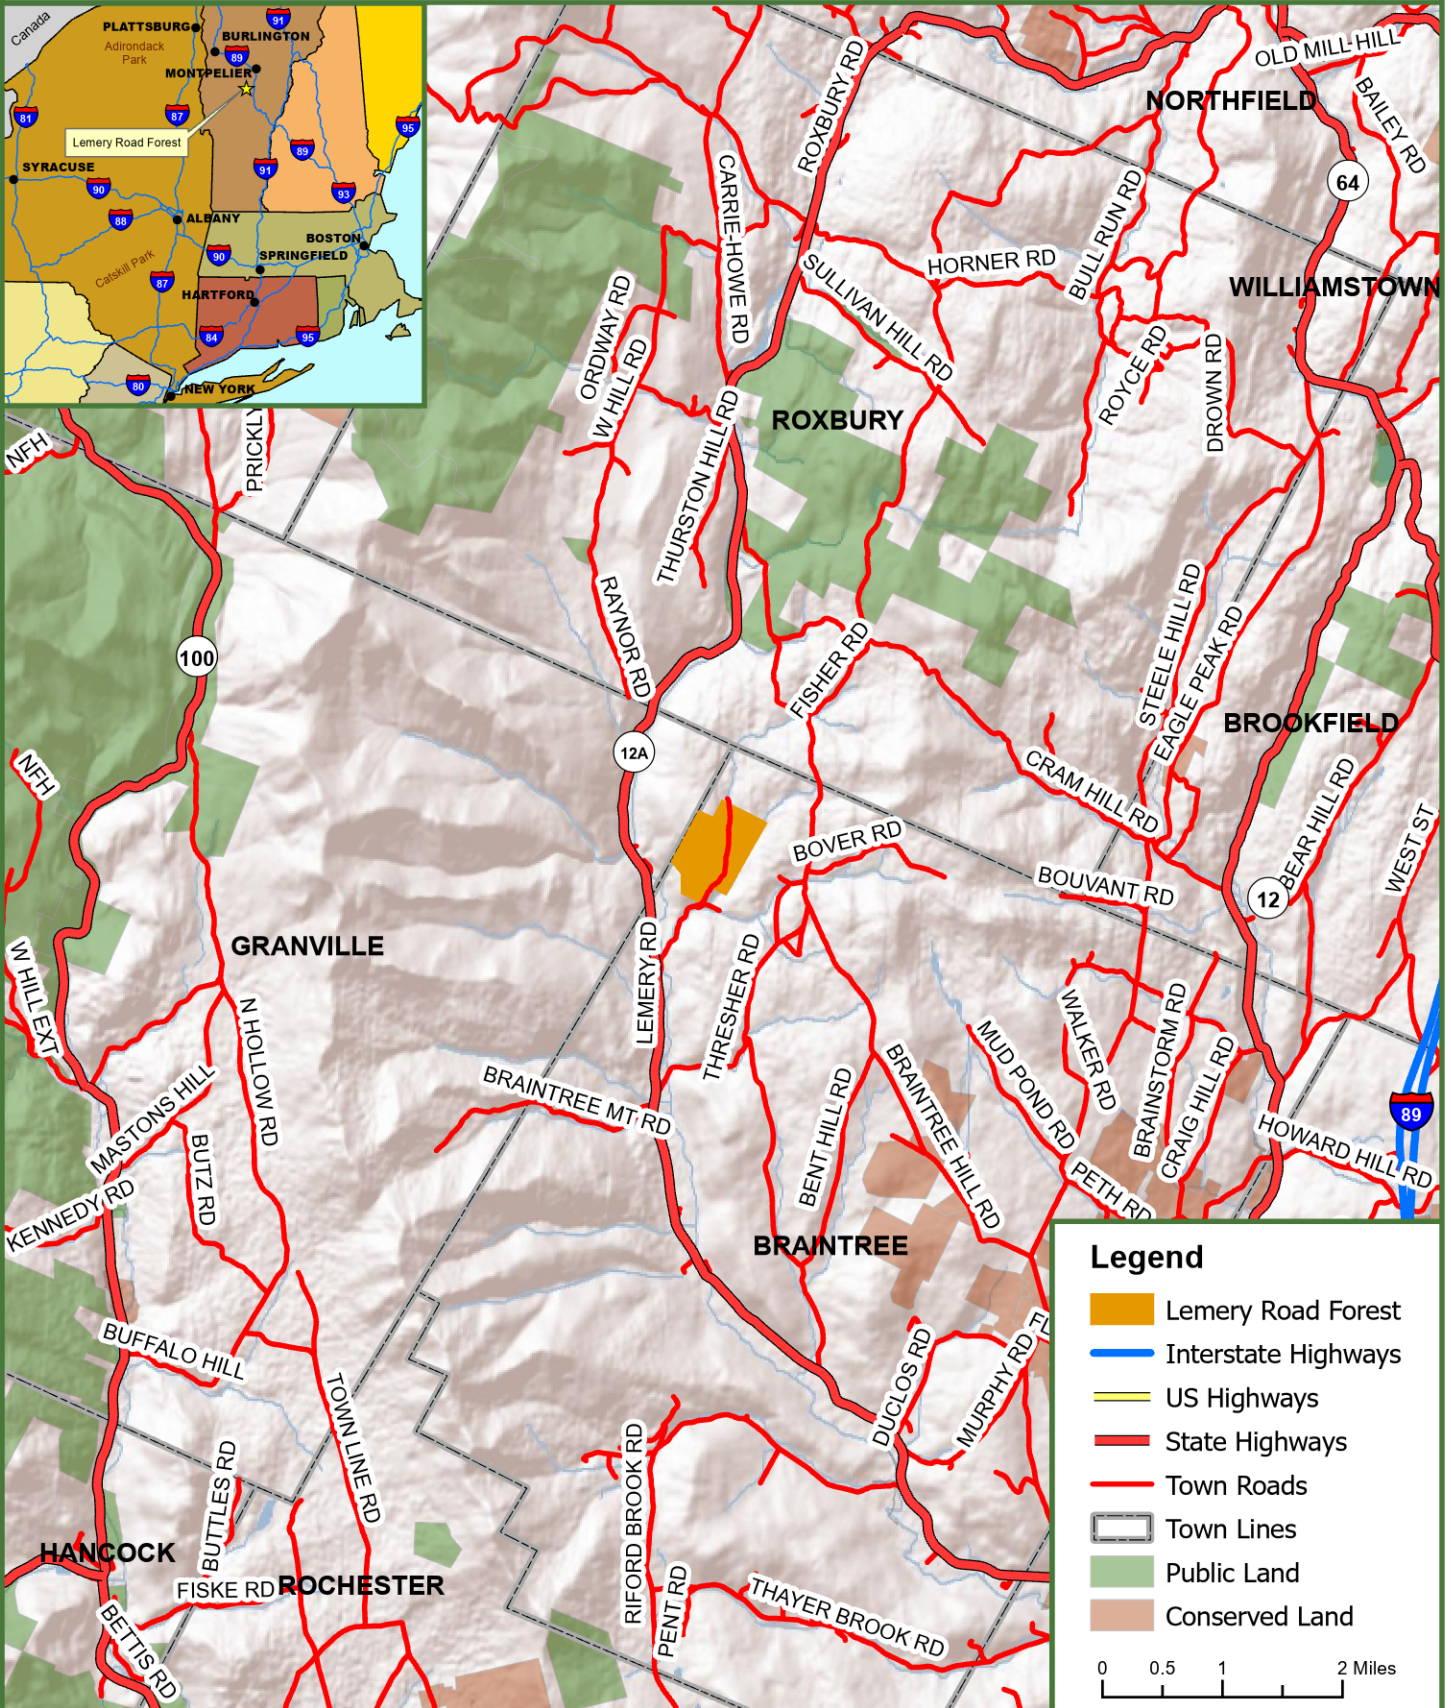 Canada
PLATTSBURG
Adirondack
Park
BURLINGTON
MONTPELIER
91
89
81
87
95
Lemery Road Forest
SYRACUSE
90
88
ALBANY
91
89
93
BOSTON
90
SPRINGFIELD
Catskill Park
87
HARTFORD
84
95
80
NEW YORK
ROXBURY RD
OLD MILL HILL
NORTHFIELD
BAILEY RD
64
CARRIE-HOWE RD
BULL RUN RD
HORNER RD
SULLIVAN HILL RD
WILLIAMSTOWN
ORDWAY RD
W HILL RD
ROYCE RD
DROWN RD
ROXBURY
THURSTON HILL RD
NFH
PRICKLY
RAYNOR RD
STEELE HILL RD
EAGLE PEAK RD
FISHER RD
100
12A
BROOKFIELD
NFH
CRAM HILL RD
BEAR HILL RD
WEST ST
BOVER RD
BOUVANT RD
12
GRANVILLE
W HILL EXT
LEMERY RD
THRESHER RD
N HOLLOW RD
WALKER RD
BRAINSTORM RD
MUD POND RD
CRAIG HILL RD
BRAINTREE MT RD
MASTONS HILL
BENT HILL RD
BRAINTREE HILL RD
89
HOWARD HILL RD
BUTZ RD
KENNEDY RD
PETH RD
BRAINTREE
BUFFALO HILL
TOWN LINE RD
DUCLOS RD
MURPHY RD
FL
BUTTLES RD
RIFORD BROOK RD
HANCOCK
FISKE RD
ROCHESTER
BETTIS RD
PENT RD
THAYER BROOK RD
Legend
Lemery Road Forest
Interstate Highways
US Highways
State Highways
Town Roads
Town Lines
Public Land
Conserved Land
0 0.5 1 2 Miles